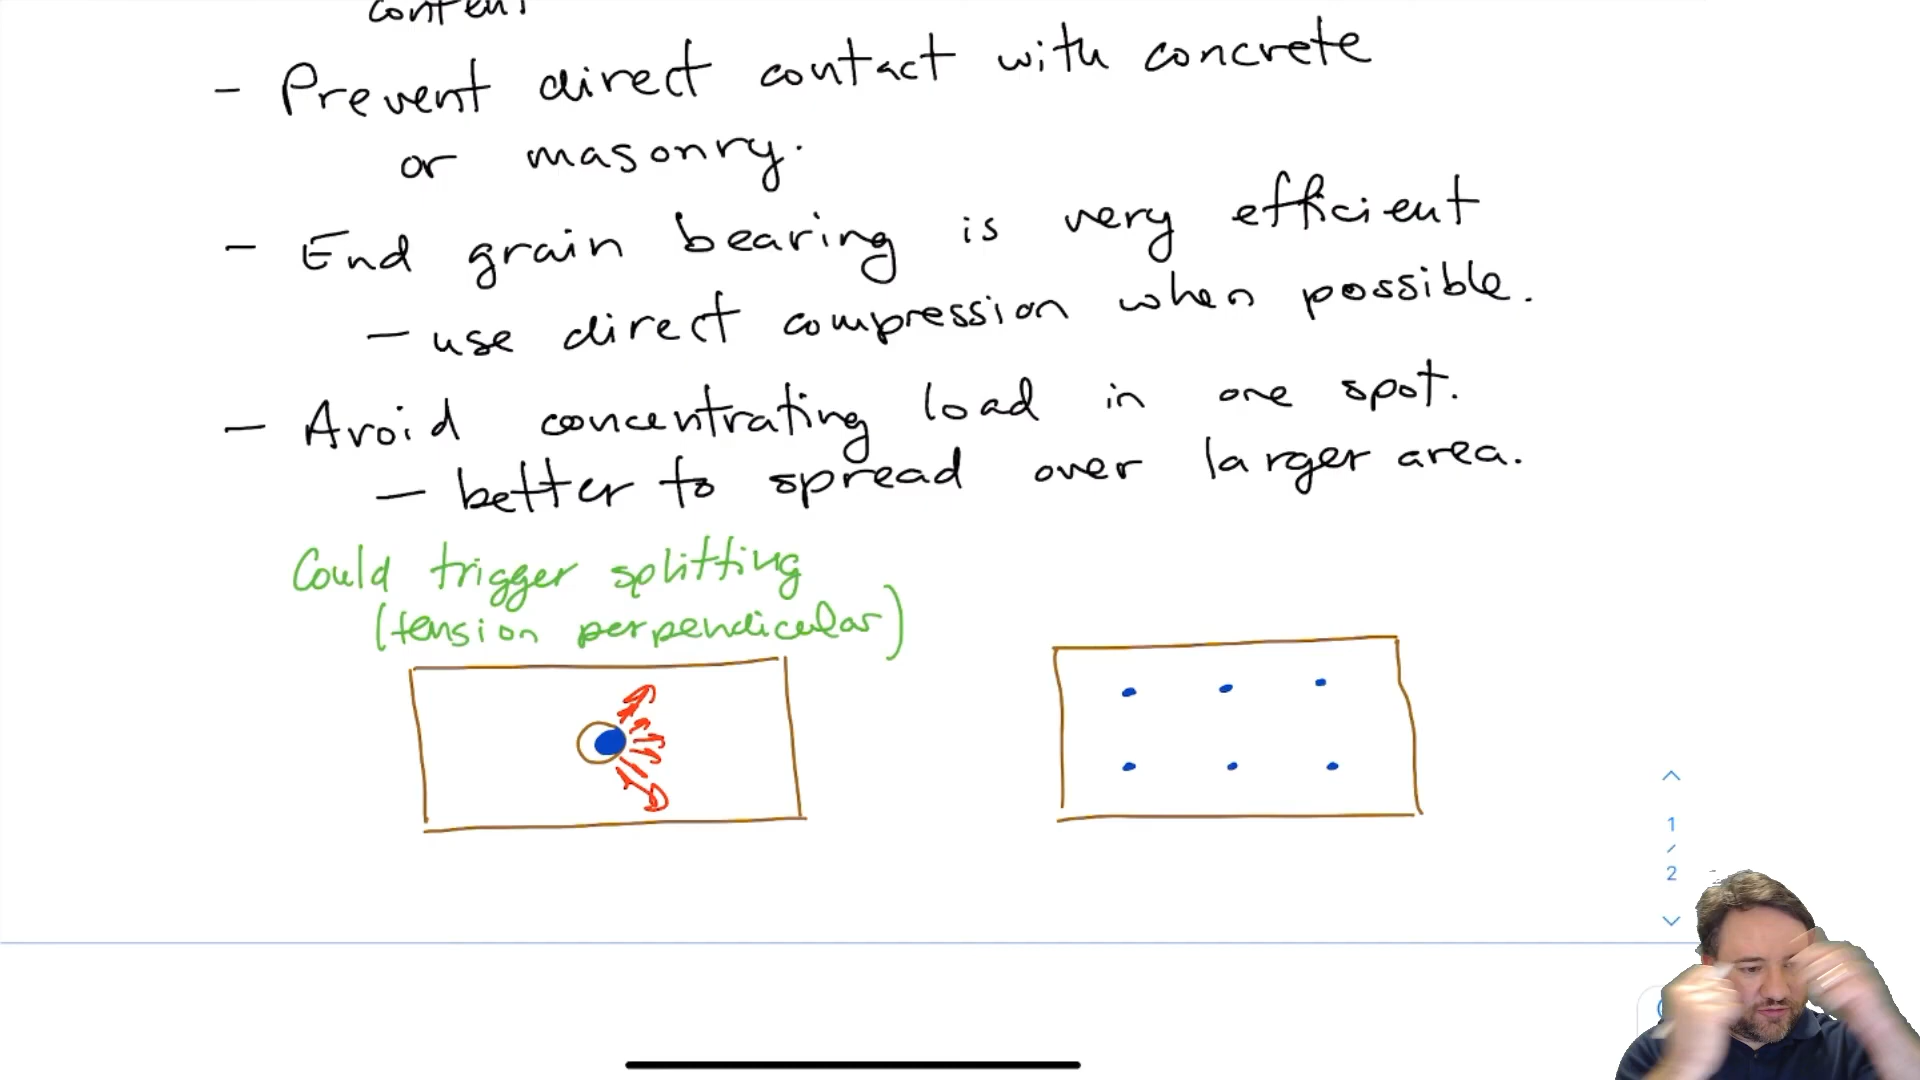 - Prevent direct contact with concrete
or masonry.
- End grain bearing is very efficient
- use direct compression when possible.
- Avoid concentrating load in one spot.
- better to spread over larger area.
Could trigger splitting
(tension perpendicular)
1
/
2